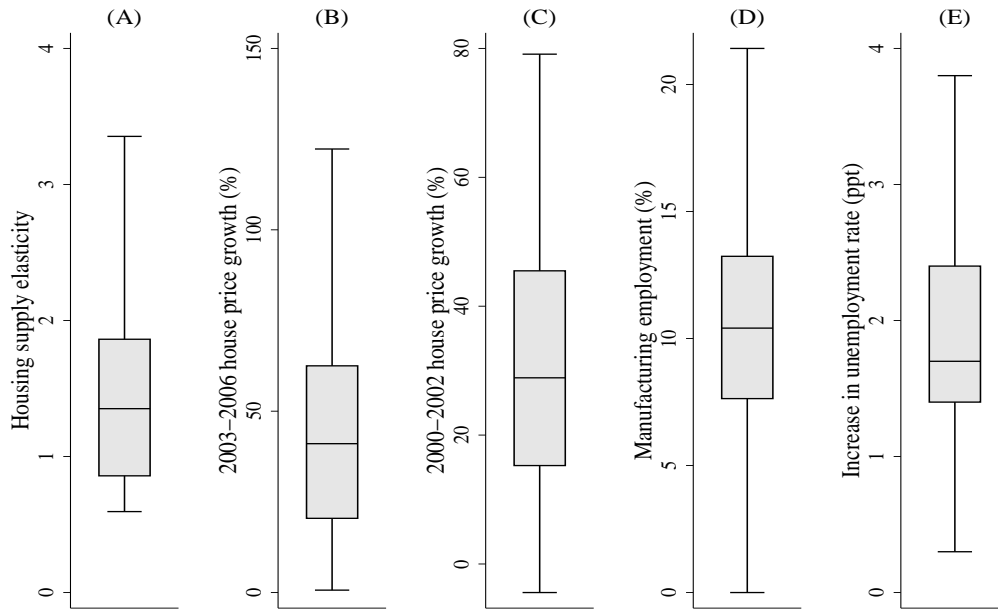 (A)
Housing supply elasticity
4
3
2
1
0
(B)
2003−2006 house price growth (%)
150
100
50
0
(C)
2000−2002 house price growth (%)
80
60
40
20
0
(D)
Manufacturing employment (%)
20
15
10
5
0
(E)
Increase in unemployment rate (ppt)
4
3
2
1
0